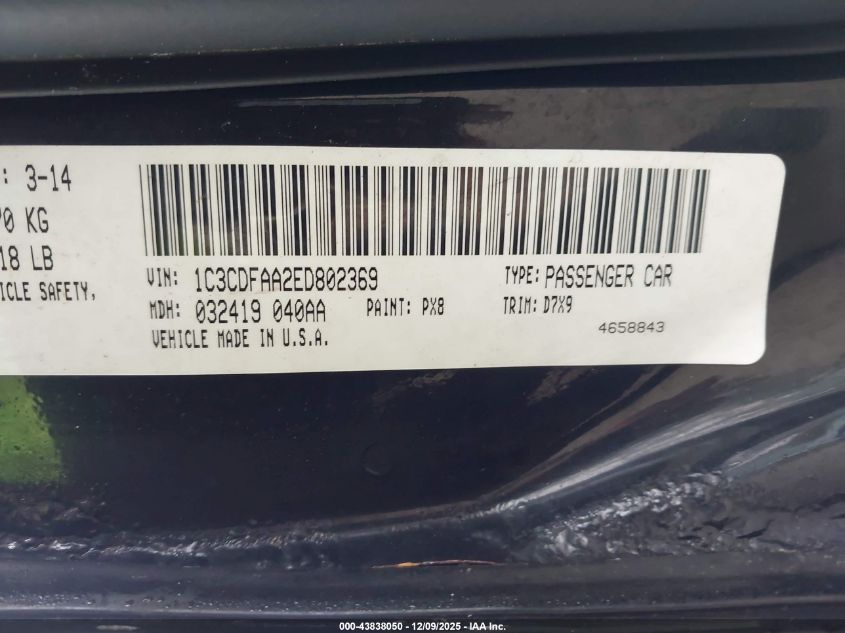 : 3-14
70 KG
18 LB
ICLE SAFETY,
VIN: 1C3CDFAA2ED802369
TYPE: PASSENGER CAR
MDH: 032419 040AA
PAINT: PX8
TRIM: D7X9
VEHICLE MADE IN U.S.A.
4658843
000-43838050 - 12/09/2025 - IAA Inc.